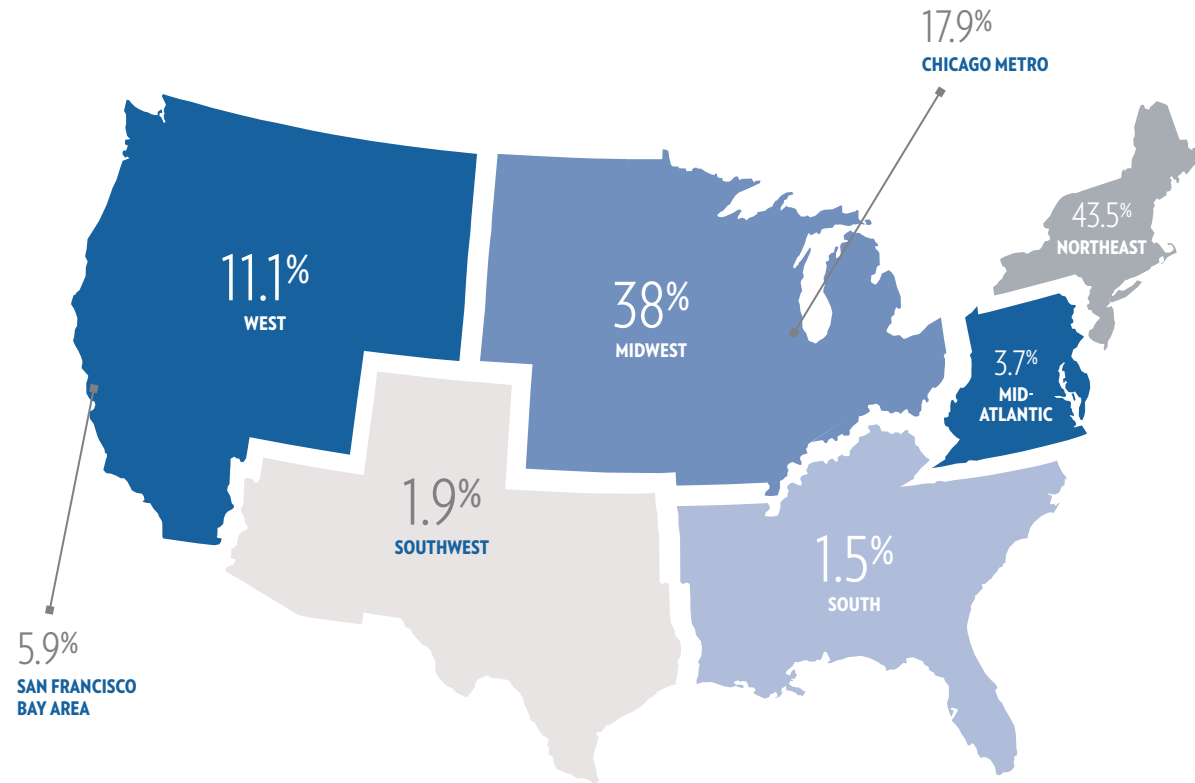 17.9%
CHICAGO METRO
43.5%
NORTHEAST
11.1%
WEST
38%
MIDWEST
3.7%
MID-
ATLANTIC
1.9%
SOUTHWEST
1.5%
SOUTH
5.9%
SAN FRANCISCO
BAY AREA